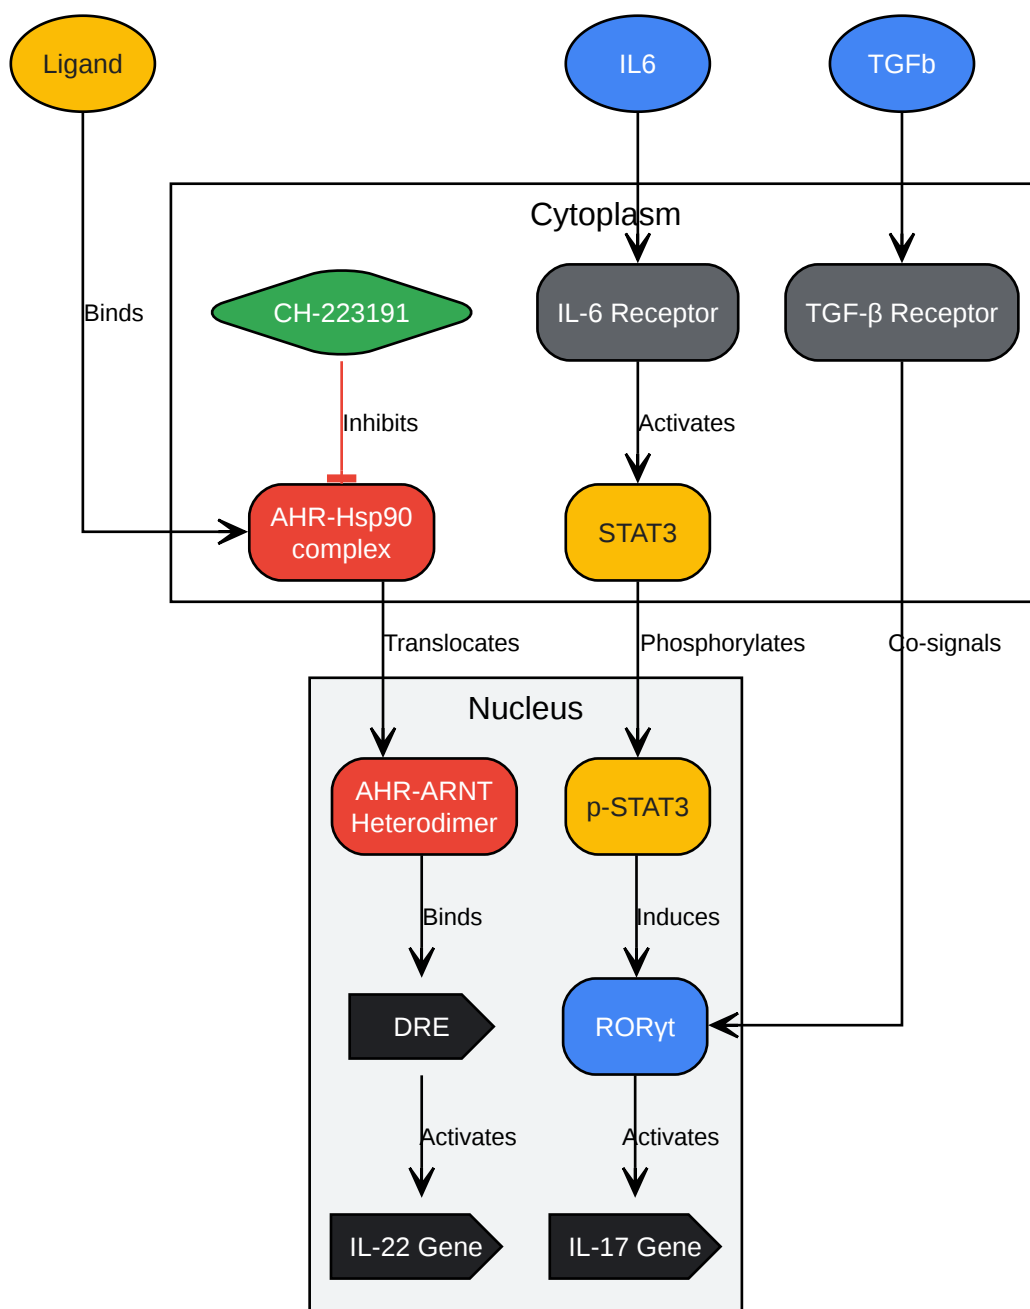 Ligand
IL6
TGFb
Cytoplasm
Binds
CH-223191
IL-6 Receptor
TGF-β Receptor
Inhibits
Activates
AHR-Hsp90
complex
STAT3
Translocates
Phosphorylates
Co-signals
Nucleus
AHR-ARNT
Heterodimer
p-STAT3
Binds
Induces
DRE
RORγt
Activates
Activates
IL-22 Gene
IL-17 Gene